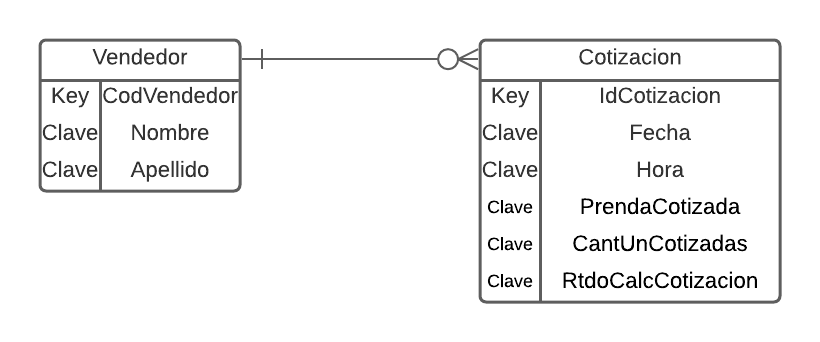 Vendedor
Key CodVendedor
Clave Nombre
Clave Apellido
Cotizacion
Key IdCotizacion
Clave Fecha
Clave Hora
Clave PrendaCotizada
Clave CantUnCotizadas
Clave RtdoCalcCotizacion